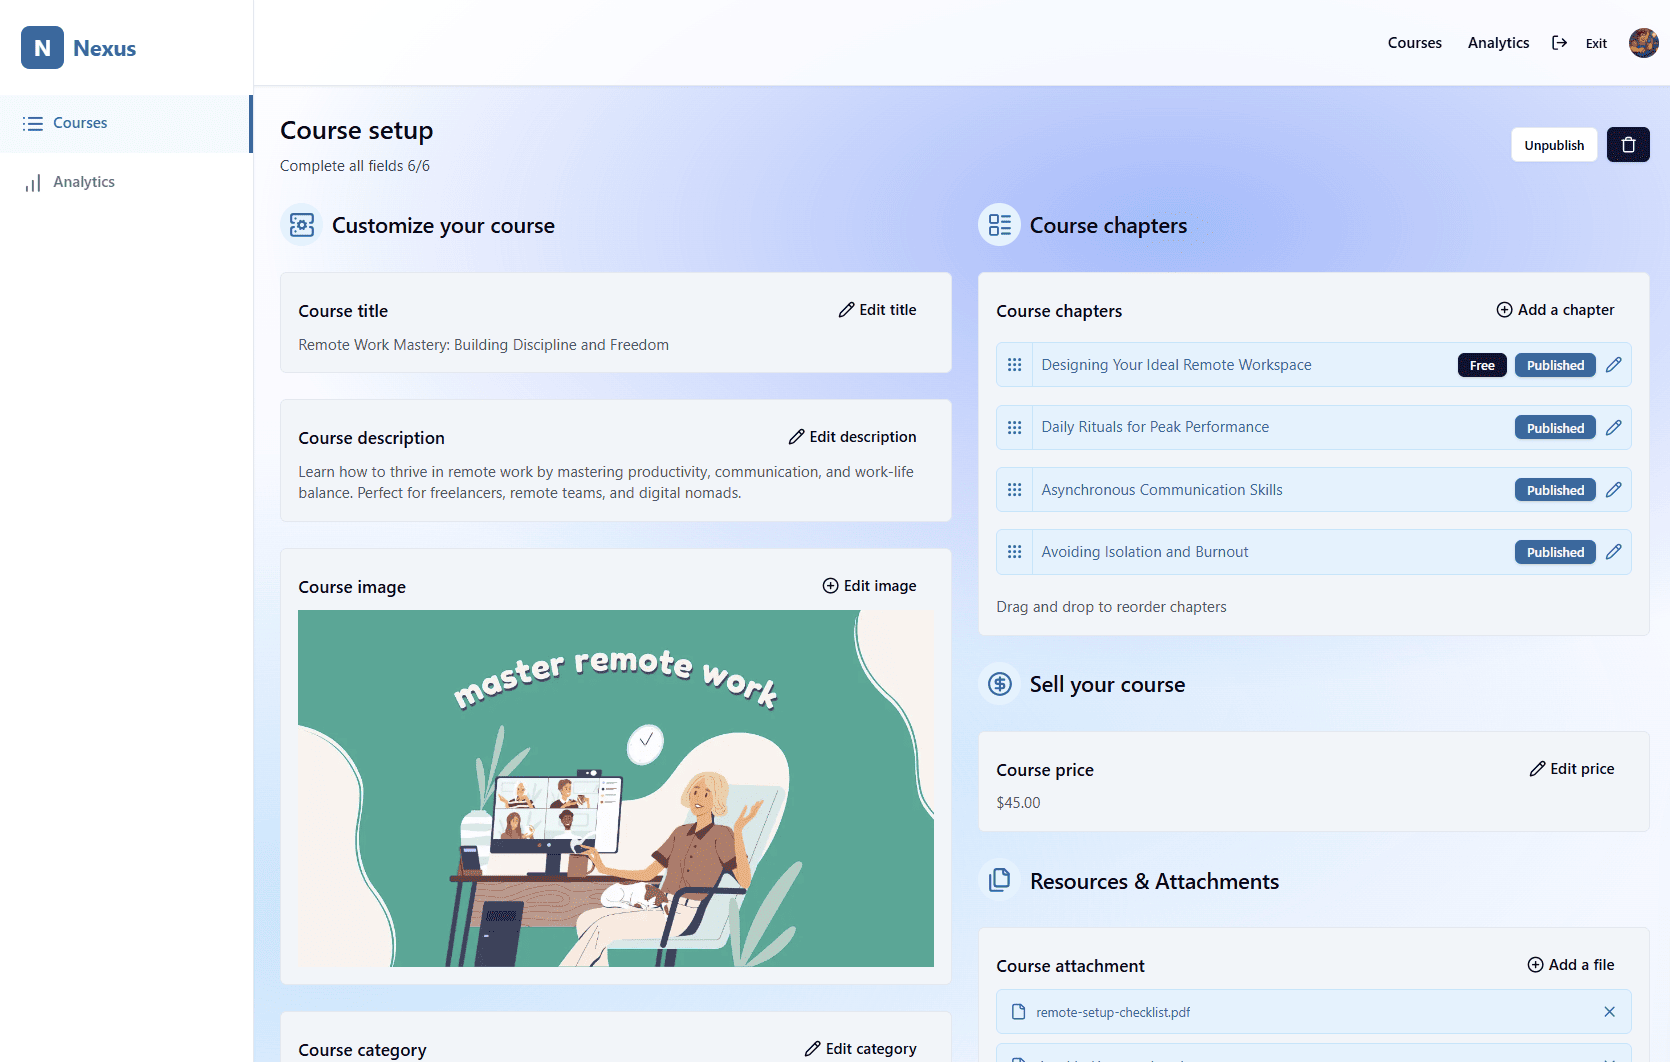 N Nexus
Courses
Analytics
Courses Analytics Exit
Course setup
Complete all fields 6/6
Unpublish
Customize your course
Course title
Edit title
Remote Work Mastery: Building Discipline and Freedom
Course description
Edit description
Learn how to thrive in remote work by mastering productivity, communication, and work-life
balance. Perfect for freelancers, remote teams, and digital nomads.
Course image
Edit image
master remote work
Course category
Edit category
Course chapters
Course chapters
Add a chapter
Designing Your Ideal Remote Workspace Free Published
Daily Rituals for Peak Performance Published
Asynchronous Communication Skills Published
Avoiding Isolation and Burnout Published
Drag and drop to reorder chapters
Sell your course
Course price
Edit price
$45.00
Resources & Attachments
Course attachment
Add a file
remote-setup-checklist.pdf